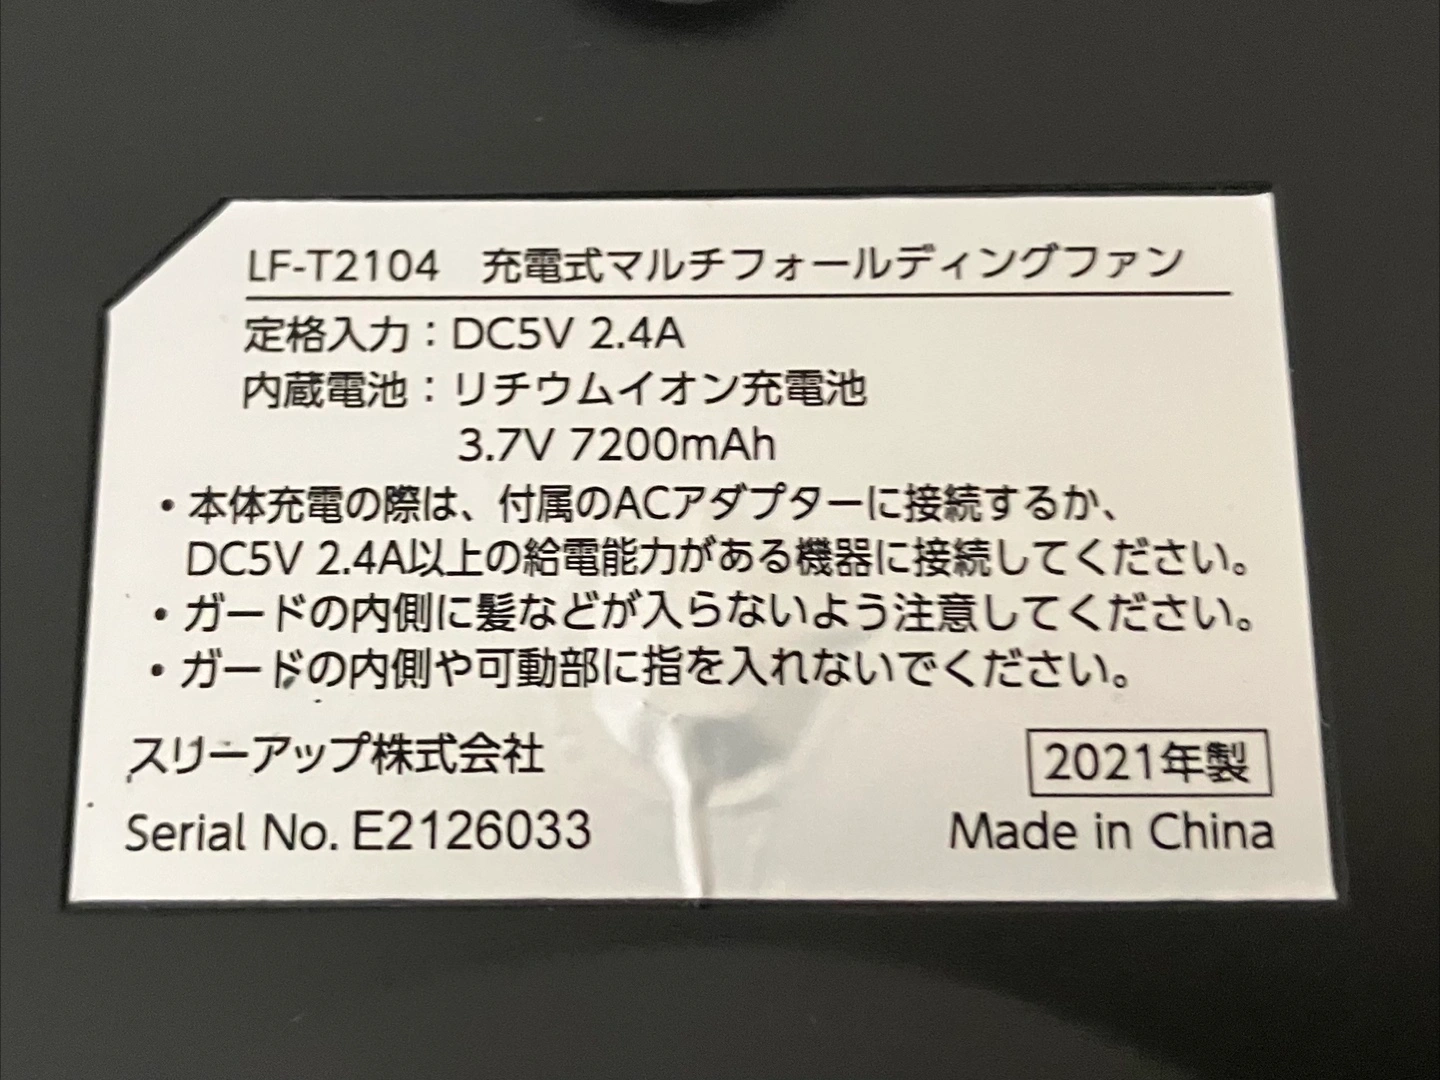 LF-T2104　充電式マルチフォールディングファン
定格入力：DC5V 2.4A
内蔵電池：リチウムイオン充電池
3.7V 7200mAh
・本体充電の際は、付属のACアダプターに接続するか、
DC5V 2.4A以上の給電能力がある機器に接続してください。
・ガードの内側に髪などが入らないよう注意してください。
・ガードの内側や可動部に指を入れないでください。
スリーアップ株式会社
2021年製
Serial No. E2126033
Made in China